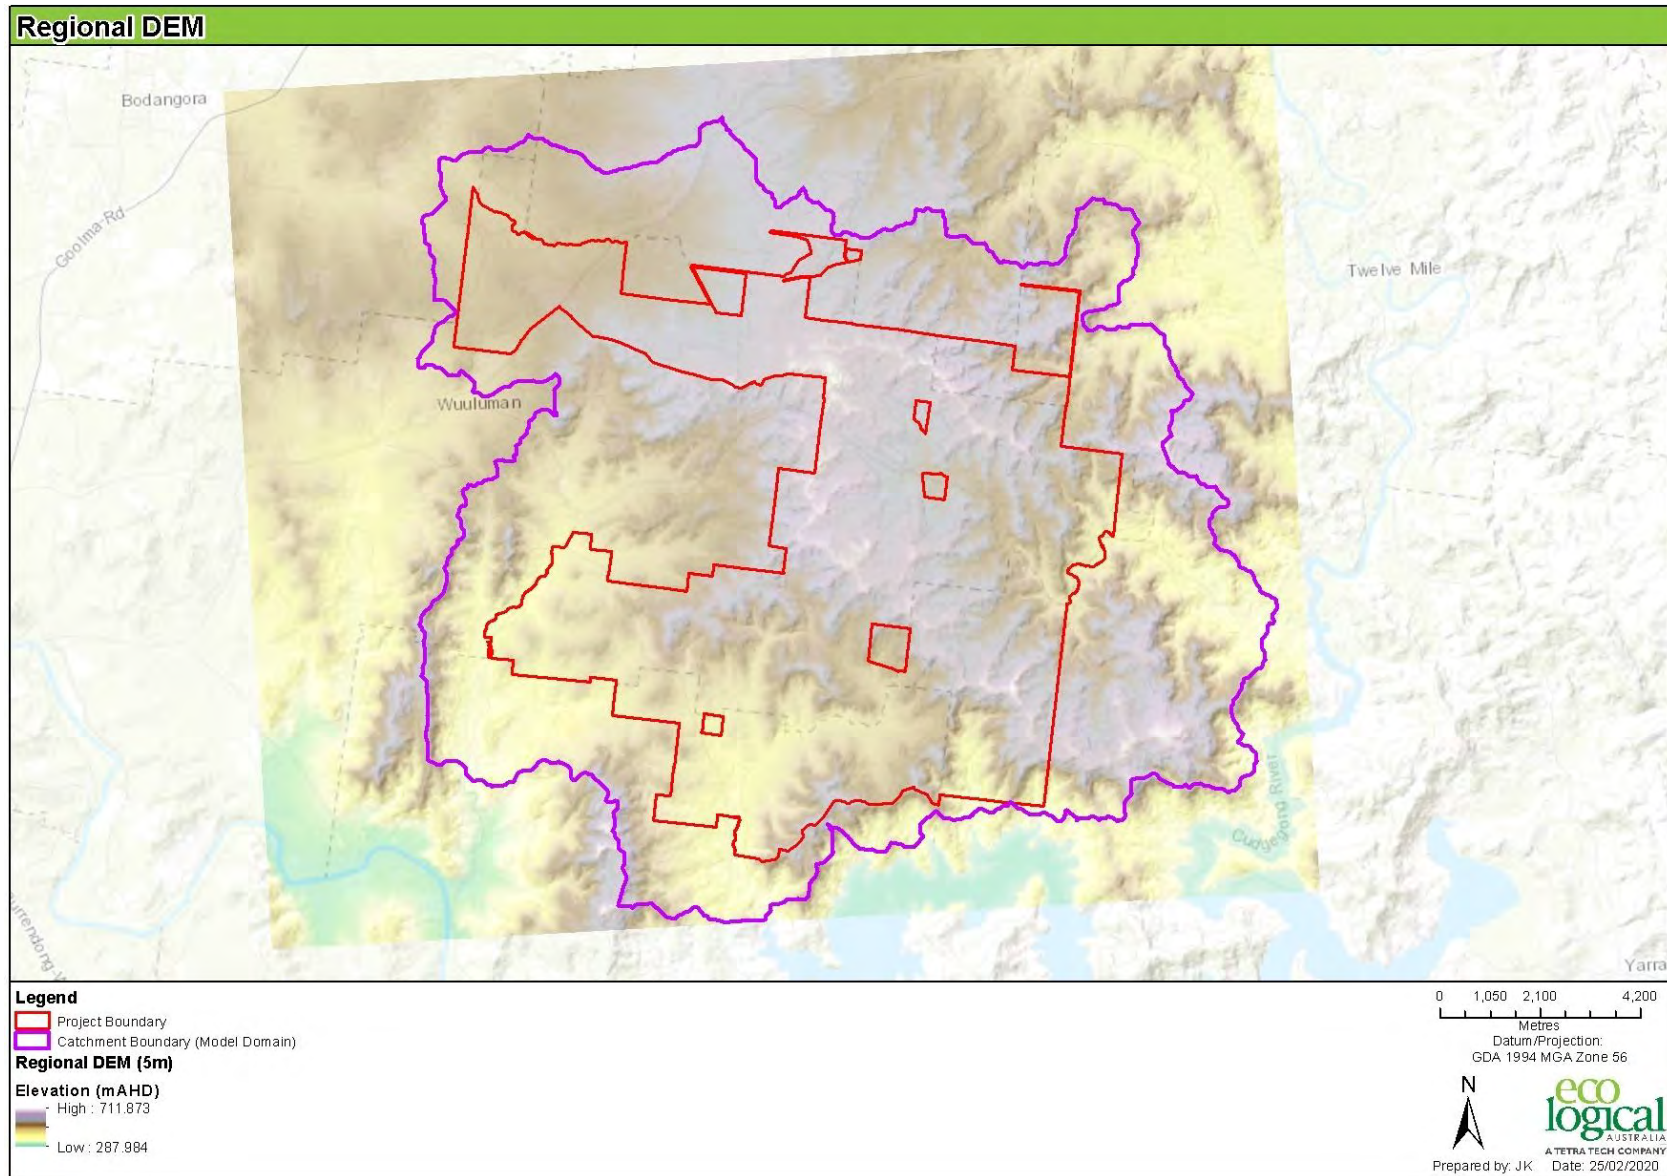 Regional DEM
Bodangora
Goolma-Rd
Twelve Mile
Wuuluman
Cudgegong River
Yarra
Legend
Project Boundary
Catchment Boundary (Model Domain)
Regional DEM (5m)
Elevation (mAHD)
High : 711.873
Low : 287.984
0 1,050 2,100 4,200
Metres
Datum/Projection:
GDA 1994 MGA Zone 56
N
eco
logical
AUSTRALIA
A TETRA TECH COMPANY
Prepared by: JK Date: 25/02/2020